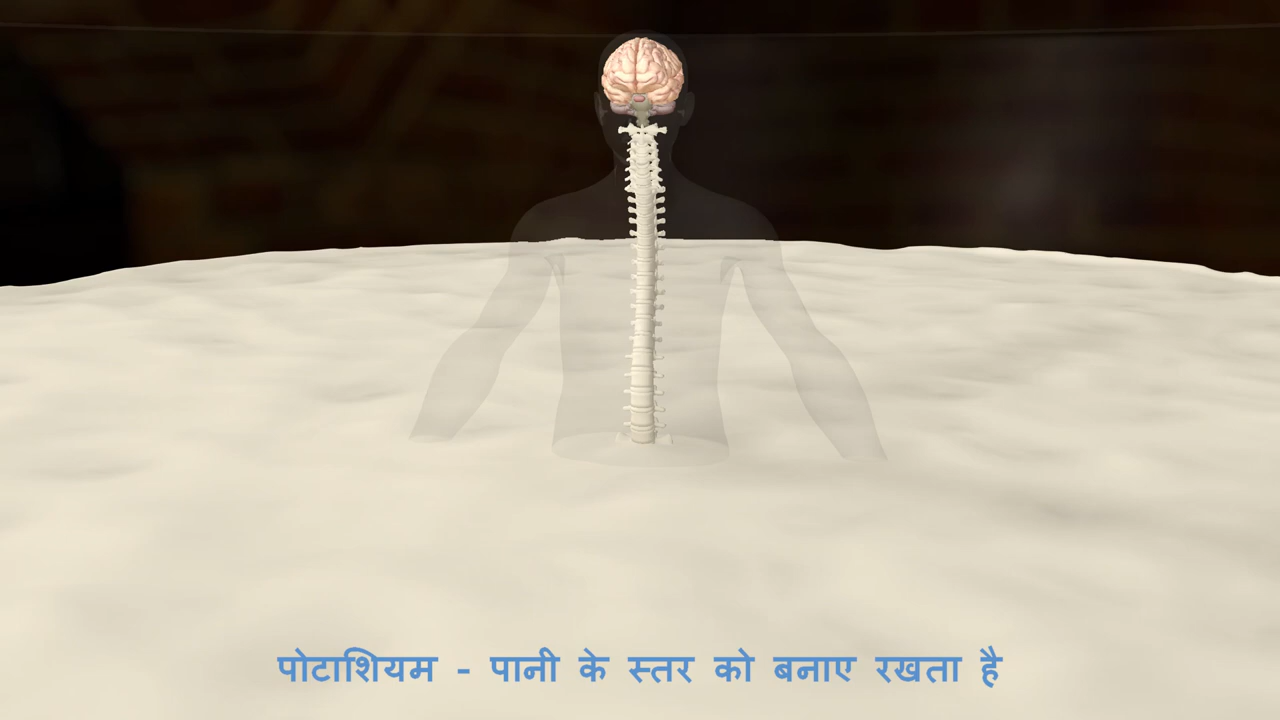 पोटाशियम - पानी के स्तर को बनाए रखता है